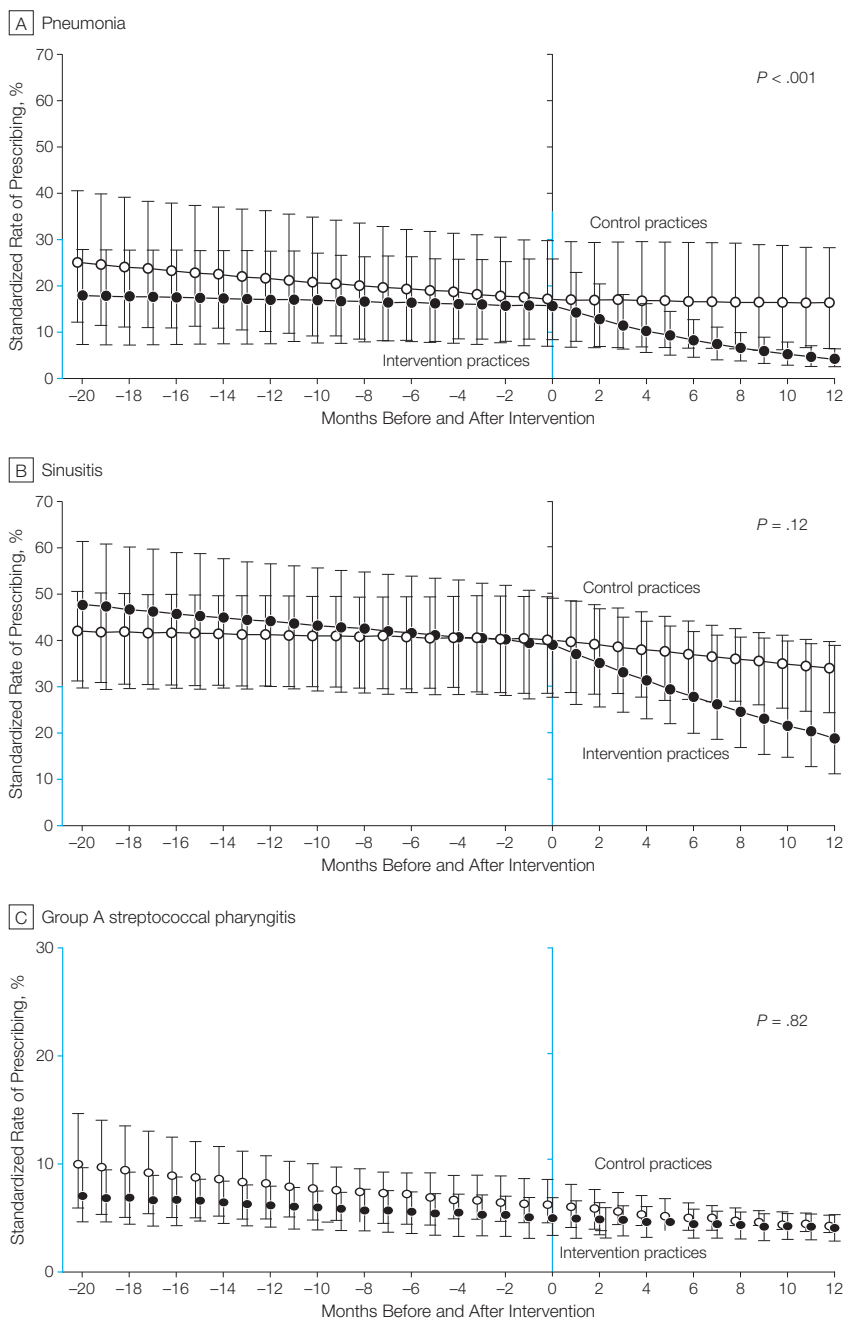 A Pneumonia
70
60
50
40
30
20
10
0
Standardized Rate of Prescribing, %
P < .001
Control practices
Intervention practices
–20 –18 –16 –14 –12 –10 –8 –6 –4 –2 0 2 4 6 8 10 12
Months Before and After Intervention
B Sinusitis
70
60
50
40
30
20
10
0
Standardized Rate of Prescribing, %
P = .12
Control practices
Intervention practices
–20 –18 –16 –14 –12 –10 –8 –6 –4 –2 0 2 4 6 8 10 12
Months Before and After Intervention
C Group A streptococcal pharyngitis
30
20
10
0
Standardized Rate of Prescribing, %
P = .82
Control practices
Intervention practices
–20 –18 –16 –14 –12 –10 –8 –6 –4 –2 0 2 4 6 8 10 12
Months Before and After Intervention